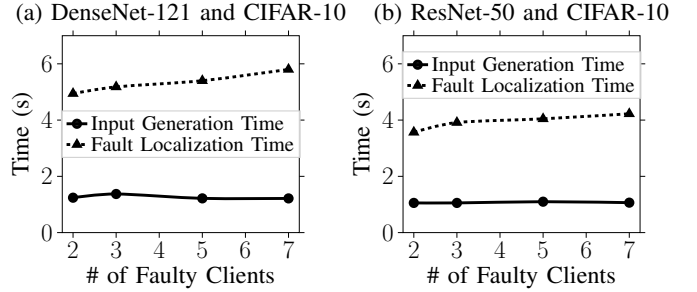 (a) DenseNet-121 and CIFAR-10
Time (s)
6
4
2
0
Input Generation Time
Fault Localization Time
2 3 4 5 6 7
# of Faulty Clients
(b) ResNet-50 and CIFAR-10
Time (s)
6
4
2
0
Input Generation Time
Fault Localization Time
2 3 4 5 6 7
# of Faulty Clients